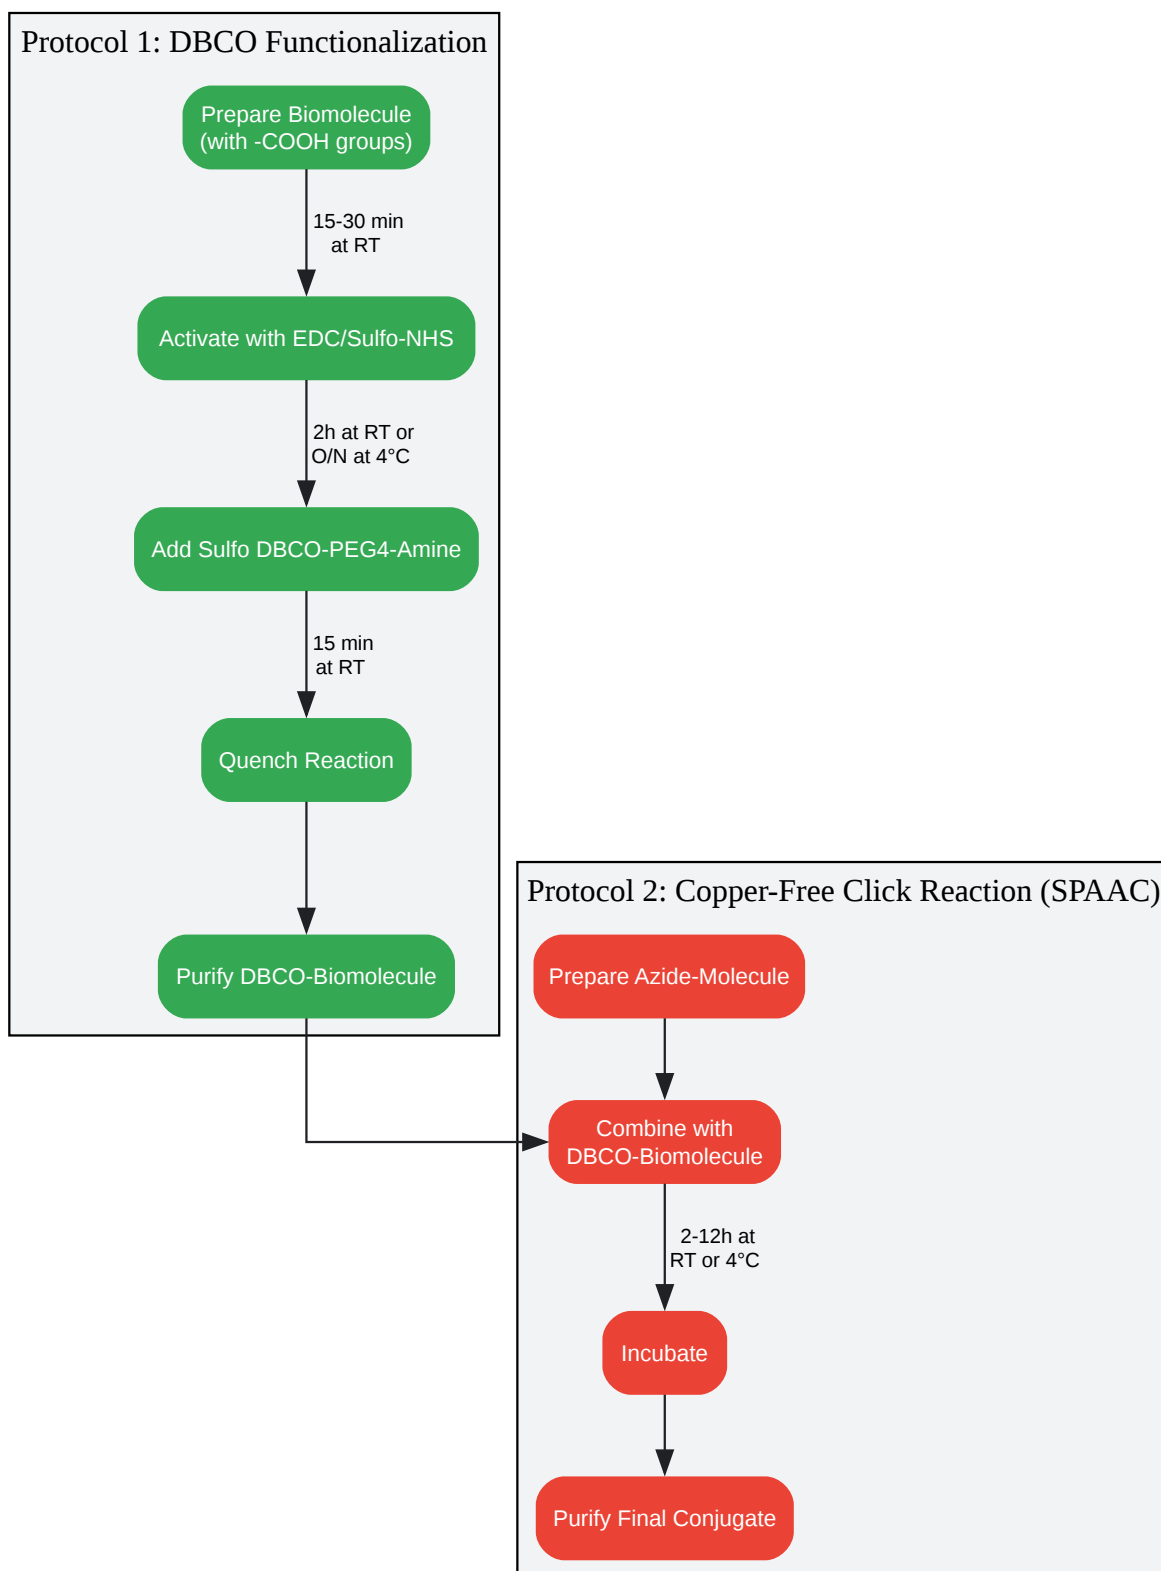 Protocol 1: DBCO Functionalization
Prepare Biomolecule
(with -COOH groups)
15-30 min
at RT
Activate with EDC/Sulfo-NHS
2h at RT or
O/N at 4°C
Add Sulfo DBCO-PEG4-Amine
15 min
at RT
Quench Reaction
Purify DBCO-Biomolecule
Protocol 2: Copper-Free Click Reaction (SPAAC)
Prepare Azide-Molecule
Combine with
DBCO-Biomolecule
2-12h at
RT or 4°C
Incubate
Purify Final Conjugate